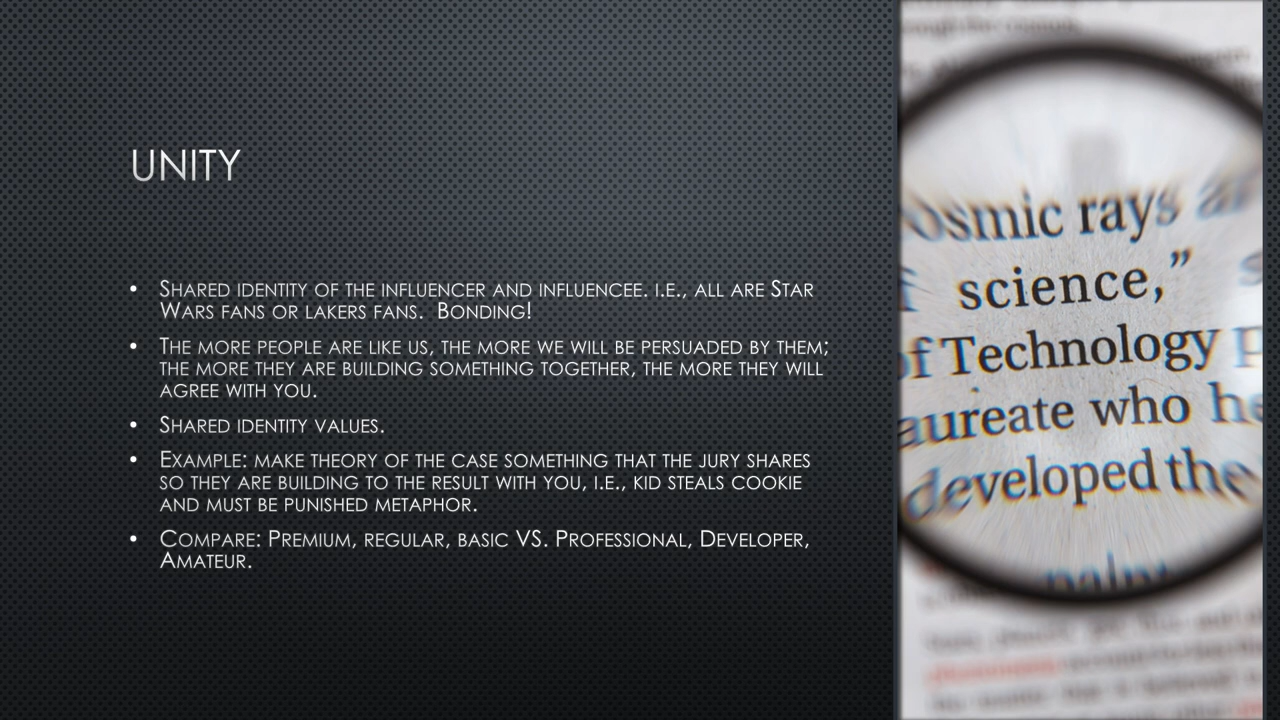 UNITY
• Shared identity of the influencer and influencee. i.e., all are Star
Wars fans or lakers fans.  Bonding!
• The more people are like us, the more we will be persuaded by them;
the more they are building something together, the more they will
agree with you.
• Shared identity values.
• Example: make theory of the case something that the jury shares
so they are building to the result with you, i.e., kid steals cookie
and must be punished metaphor.
• Compare: Premium, regular, basic VS. Professional, Developer,
Amateur.
rays
science,”
of Technology
who
developed the